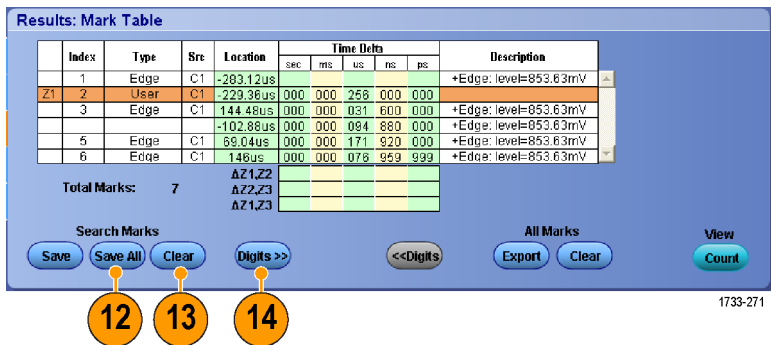 Results: Mark Table
Index Type Src Location Time Delta Description
sec ms us ns ps
1 Edge C1 -283.12us +Edge: level=853.63mV
Z1 2 User C1 -229.36us 000 000 256 000 000
3 Edge C1 144.48us 000 000 031 600 000 +Edge: level=853.63mV
-102.88us 000 000 094 880 000 +Edge: level=853.63mV
5 Edge C1 69.04us 000 000 171 920 000 +Edge: level=853.63mV
6 Edge C1 146us 000 000 076 959 999 +Edge: level=853.63mV
ΔZ1,Z2
Total Marks: 7 ΔZ2,Z3
ΔZ1,Z3
Search Marks All Marks View
Save Save All Clear Digits >> <<Digits Export Clear Count
1733-271
12 13 14